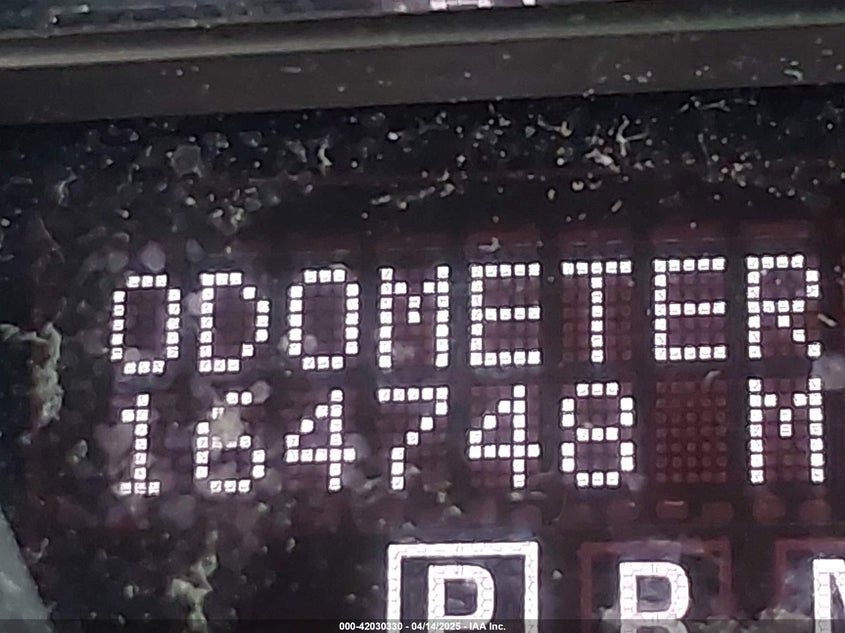 ODOMETER
164748 M
P R N
000-42030330 - 04/14/2025 - IAA Inc.